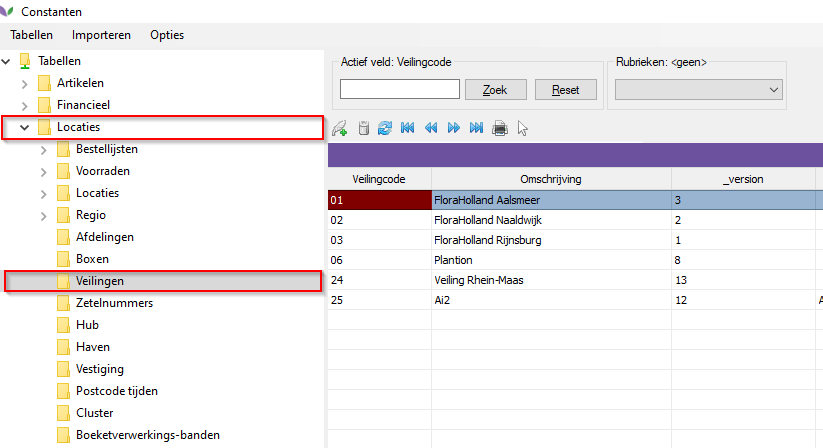 Constanten
Tabellen Importeren Opties
Tabellen
Artikelen
Financieel
Locaties
Bestellijsten
Voorraden
Locaties
Regio
Afdelingen
Boxen
Veilingen
Zetelnummers
Hub
Haven
Vestiging
Postcode tijden
Cluster
Boeketverwerkings-banden
Actief veld: Veilingcode
Zoek Reset
Rubrieken: <geen>
Veilingcode Omschrijving _version
01 FloraHolland Aalsmeer 3
02 FloraHolland Naaldwijk 2
03 FloraHolland Rijnsburg 1
06 Plantion 8
24 Veiling Rhein-Maas 13
25 Ai2 12 A